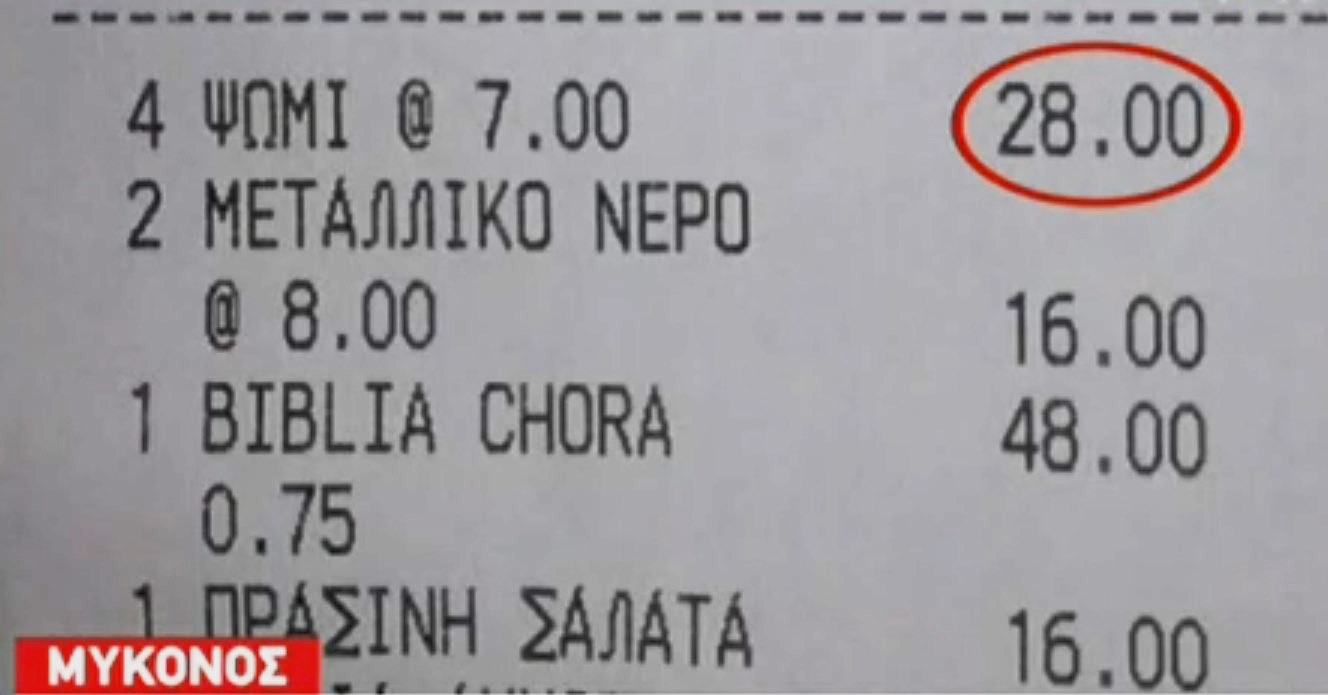 4 ΨΩΜΙ @ 7.00 28.00
2 ΜΕΤΑΛΛΙΚΟ ΝΕΡΟ
@ 8.00 16.00
1 BIBLIA CHORA 48.00
0.75
1 ΠΡΑΣΙΝΗ ΣΑΛΑΤΑ 16.00
ΜΥΚΟΝΟΣ